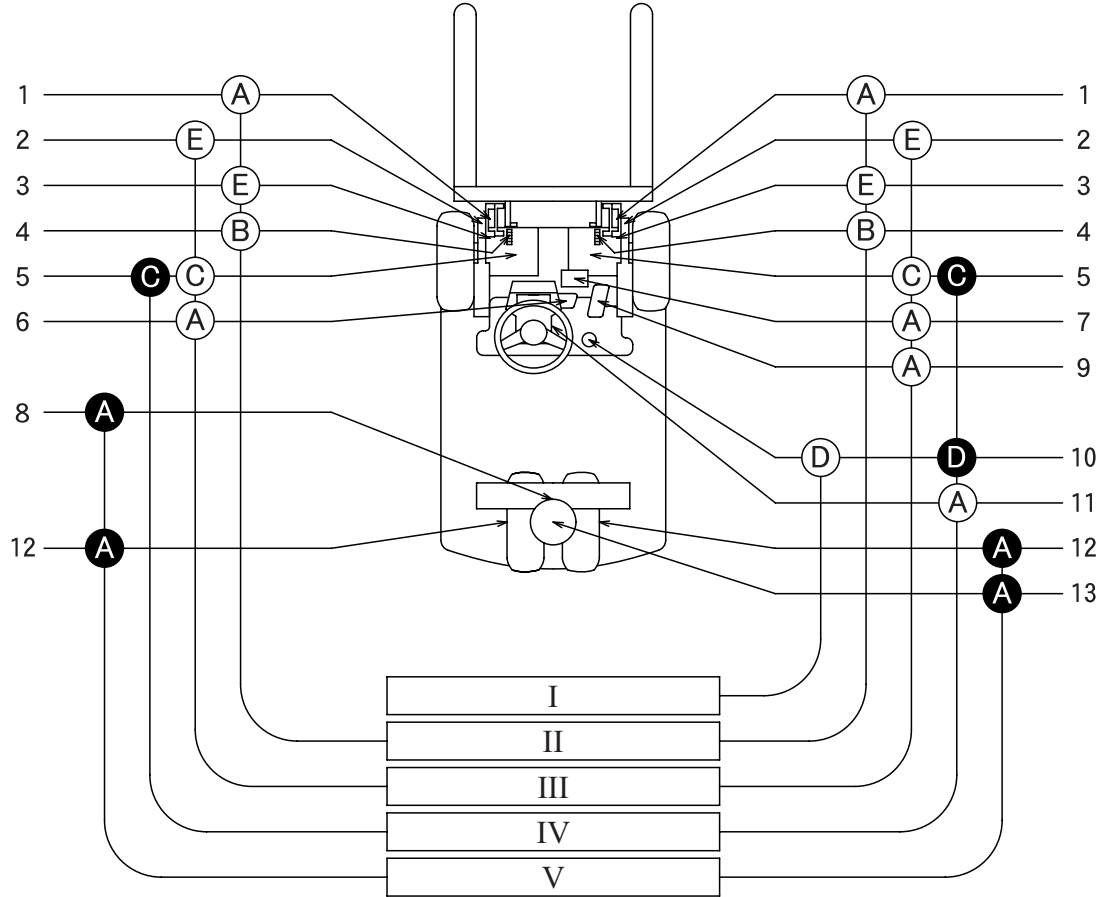 1 A A 1
2 E E 2
3 E E 3
4 B B 4
5 C C C C 5
6 A A 7
A 9
8 A
D D 10
A 11
12 A A 12
A 13
I
II
III
IV
V